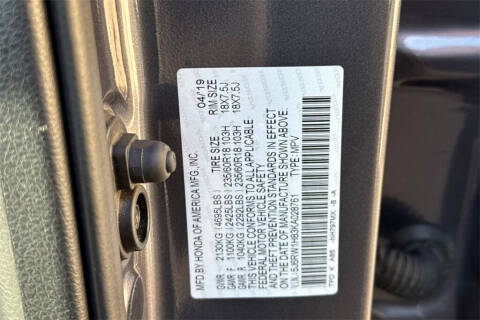 MFD.BY HONDA OF AMERICA MFG.,INC. 04/19
TIRE SIZE RIM SIZE
GVWR 2130KG (4695LBS)
GAWR F 1100KG (2425LBS) 235/60R18 103H 18X7.5J
GAWR R 1040KG (2292LBS) 235/60R18 103H 18X7.5J
THIS VEHICLE CONFORMS TO ALL APPLICABLE
FEDERAL MOTOR VEHICLE SAFETY
AND THEFT PREVENTION STANDARDS IN EFFECT
ON THE DATE OF MANUFACTURE SHOWN ABOVE.
TYPE:MPV